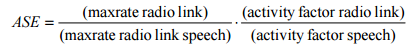 ASE = (maxrate radio link) / (maxrate radio link speech) · (activity factor radio link) / (activity factor speech)